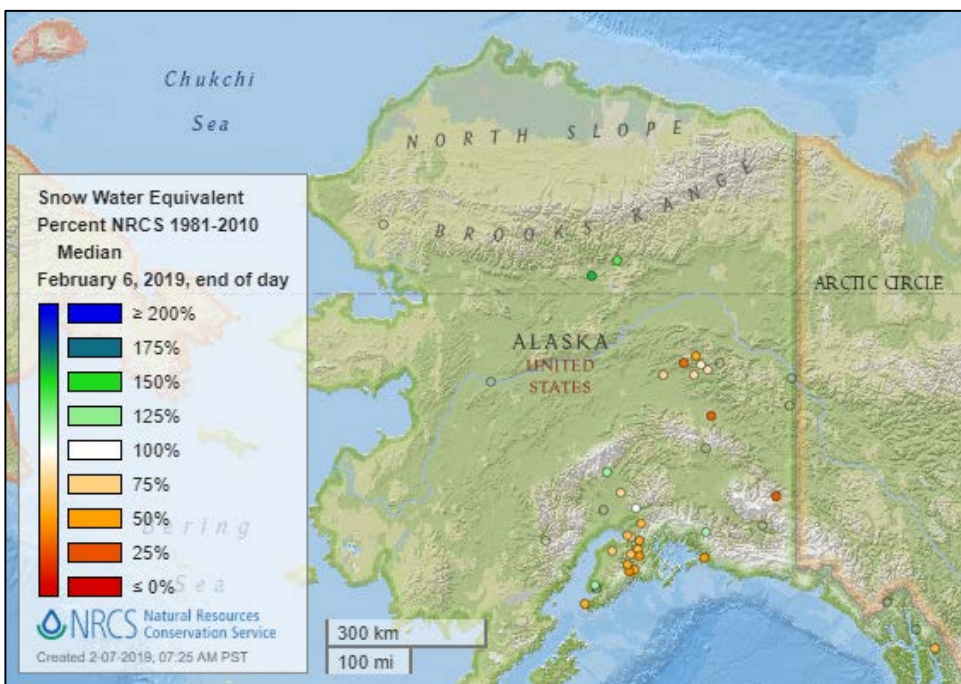 Chukchi
Sea
NORTH SLOPE
BROOKS RANGE
ARCTIC CIRCLE
ALASKA
UNITED
STATES
Bering
Sea
Snow Water Equivalent
Percent NRCS 1981-2010
Median
February 6, 2019, end of day
≥ 200%
175%
150%
125%
100%
75%
50%
25%
≤ 0%
NRCS Natural Resources
Conservation Service
Created 2-07-2019, 07:25 AM PST
300 km
100 mi